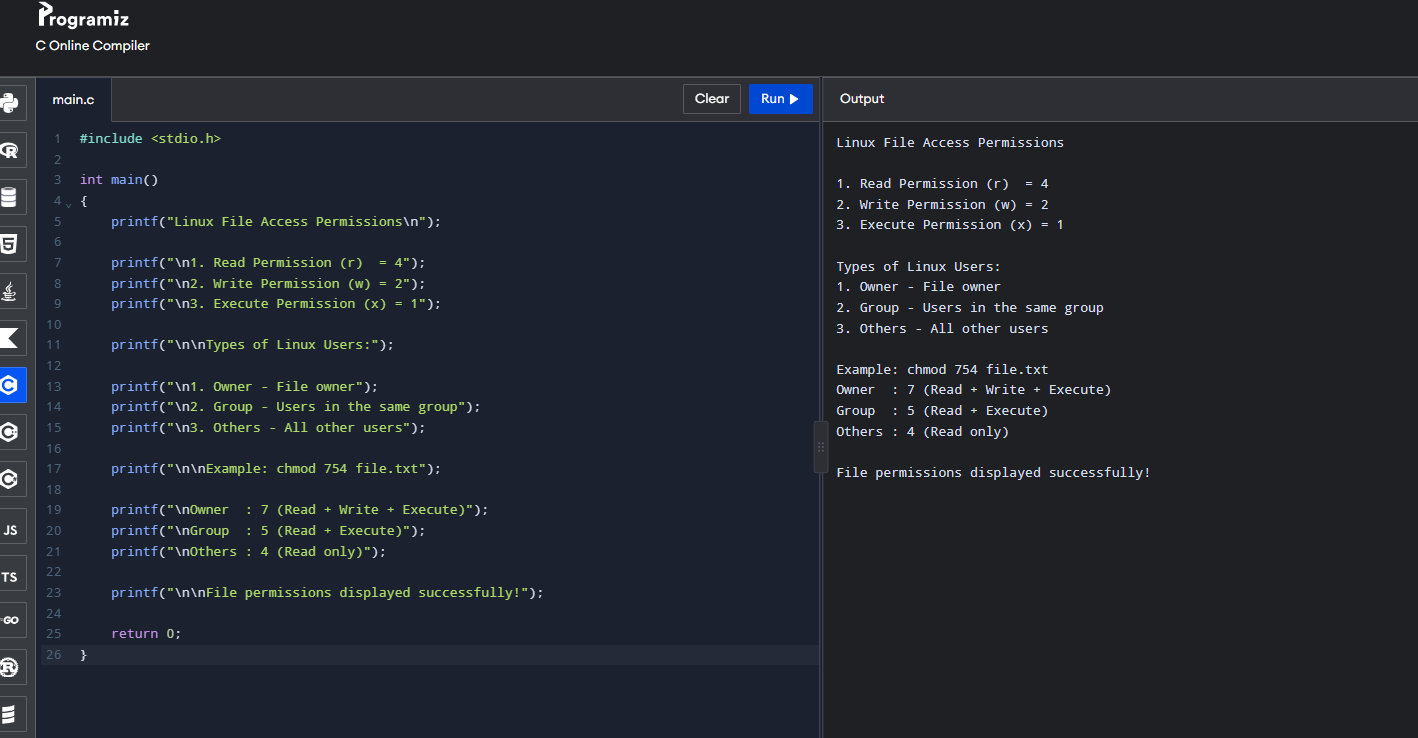 Programiz
C Online Compiler
main.c
Clear
Run
Output
1 #include <stdio.h>
2
3 int main()
4 {
5     printf("Linux File Access Permissions\n");
6
7     printf("\n1. Read Permission (r)  = 4");
8     printf("\n2. Write Permission (w) = 2");
9     printf("\n3. Execute Permission (x) = 1");
10
11     printf("\n\nTypes of Linux Users:");
12
13     printf("\n1. Owner - File owner");
14     printf("\n2. Group - Users in the same group");
15     printf("\n3. Others - All other users");
16
17     printf("\n\nExample: chmod 754 file.txt");
18
19     printf("\nOwner  : 7 (Read + Write + Execute)");
20     printf("\nGroup  : 5 (Read + Execute)");
21     printf("\nOthers : 4 (Read only)");
22
23     printf("\n\nFile permissions displayed successfully!");
24
25     return 0;
26 }
Linux File Access Permissions
1. Read Permission (r)  = 4
2. Write Permission (w) = 2
3. Execute Permission (x) = 1
Types of Linux Users:
1. Owner - File owner
2. Group - Users in the same group
3. Others - All other users
Example: chmod 754 file.txt
Owner  : 7 (Read + Write + Execute)
Group  : 5 (Read + Execute)
Others : 4 (Read only)
File permissions displayed successfully!
R
5
C
C
C
JS
TS
GO
R